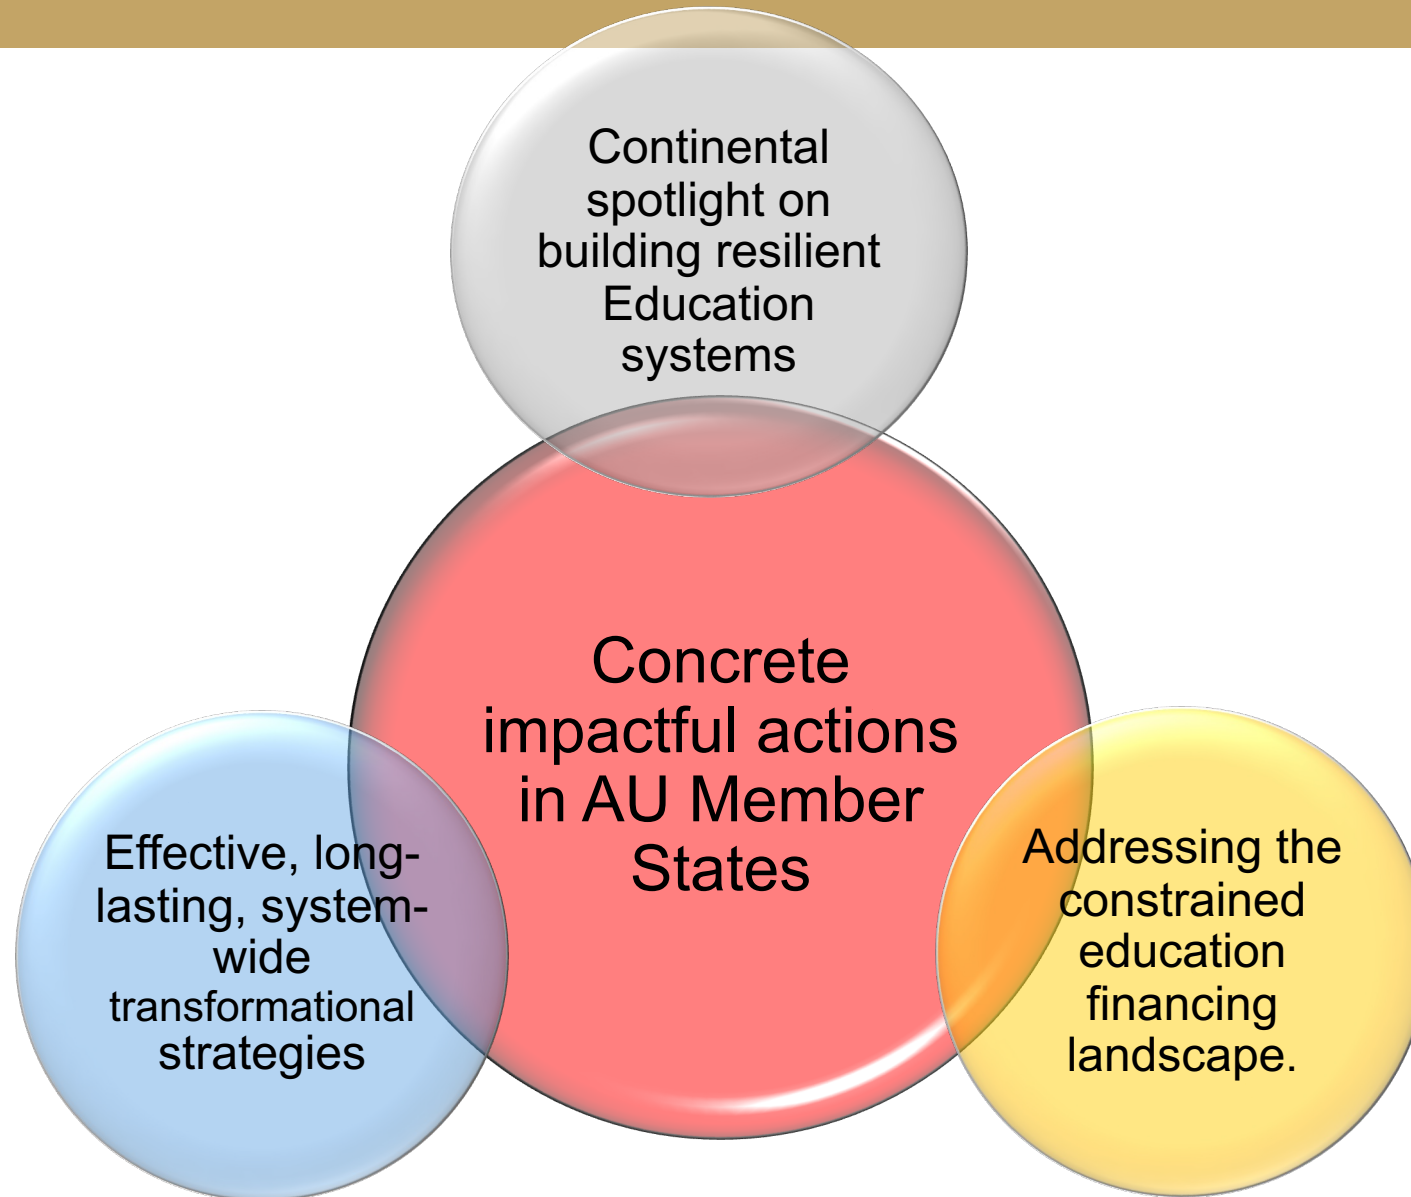 Continental
spotlight on
building resilient
Education
systems
Concrete
impactful actions
in AU Member
States
Effective, long-
lasting, system-
wide
transformational
strategies
Addressing the
constrained
education
financing
landscape.